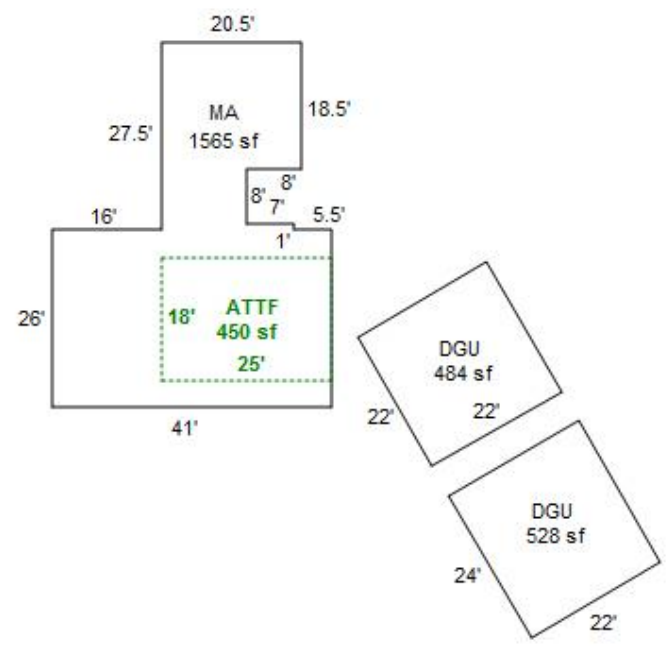 20.5'
MA
1565 sf
27.5'
18.5'
8'
8'
7'
16'
5.5'
1'
26'
18'
ATTF
450 sf
25'
41'
DGU
484 sf
22'
22'
DGU
528 sf
24'
22'